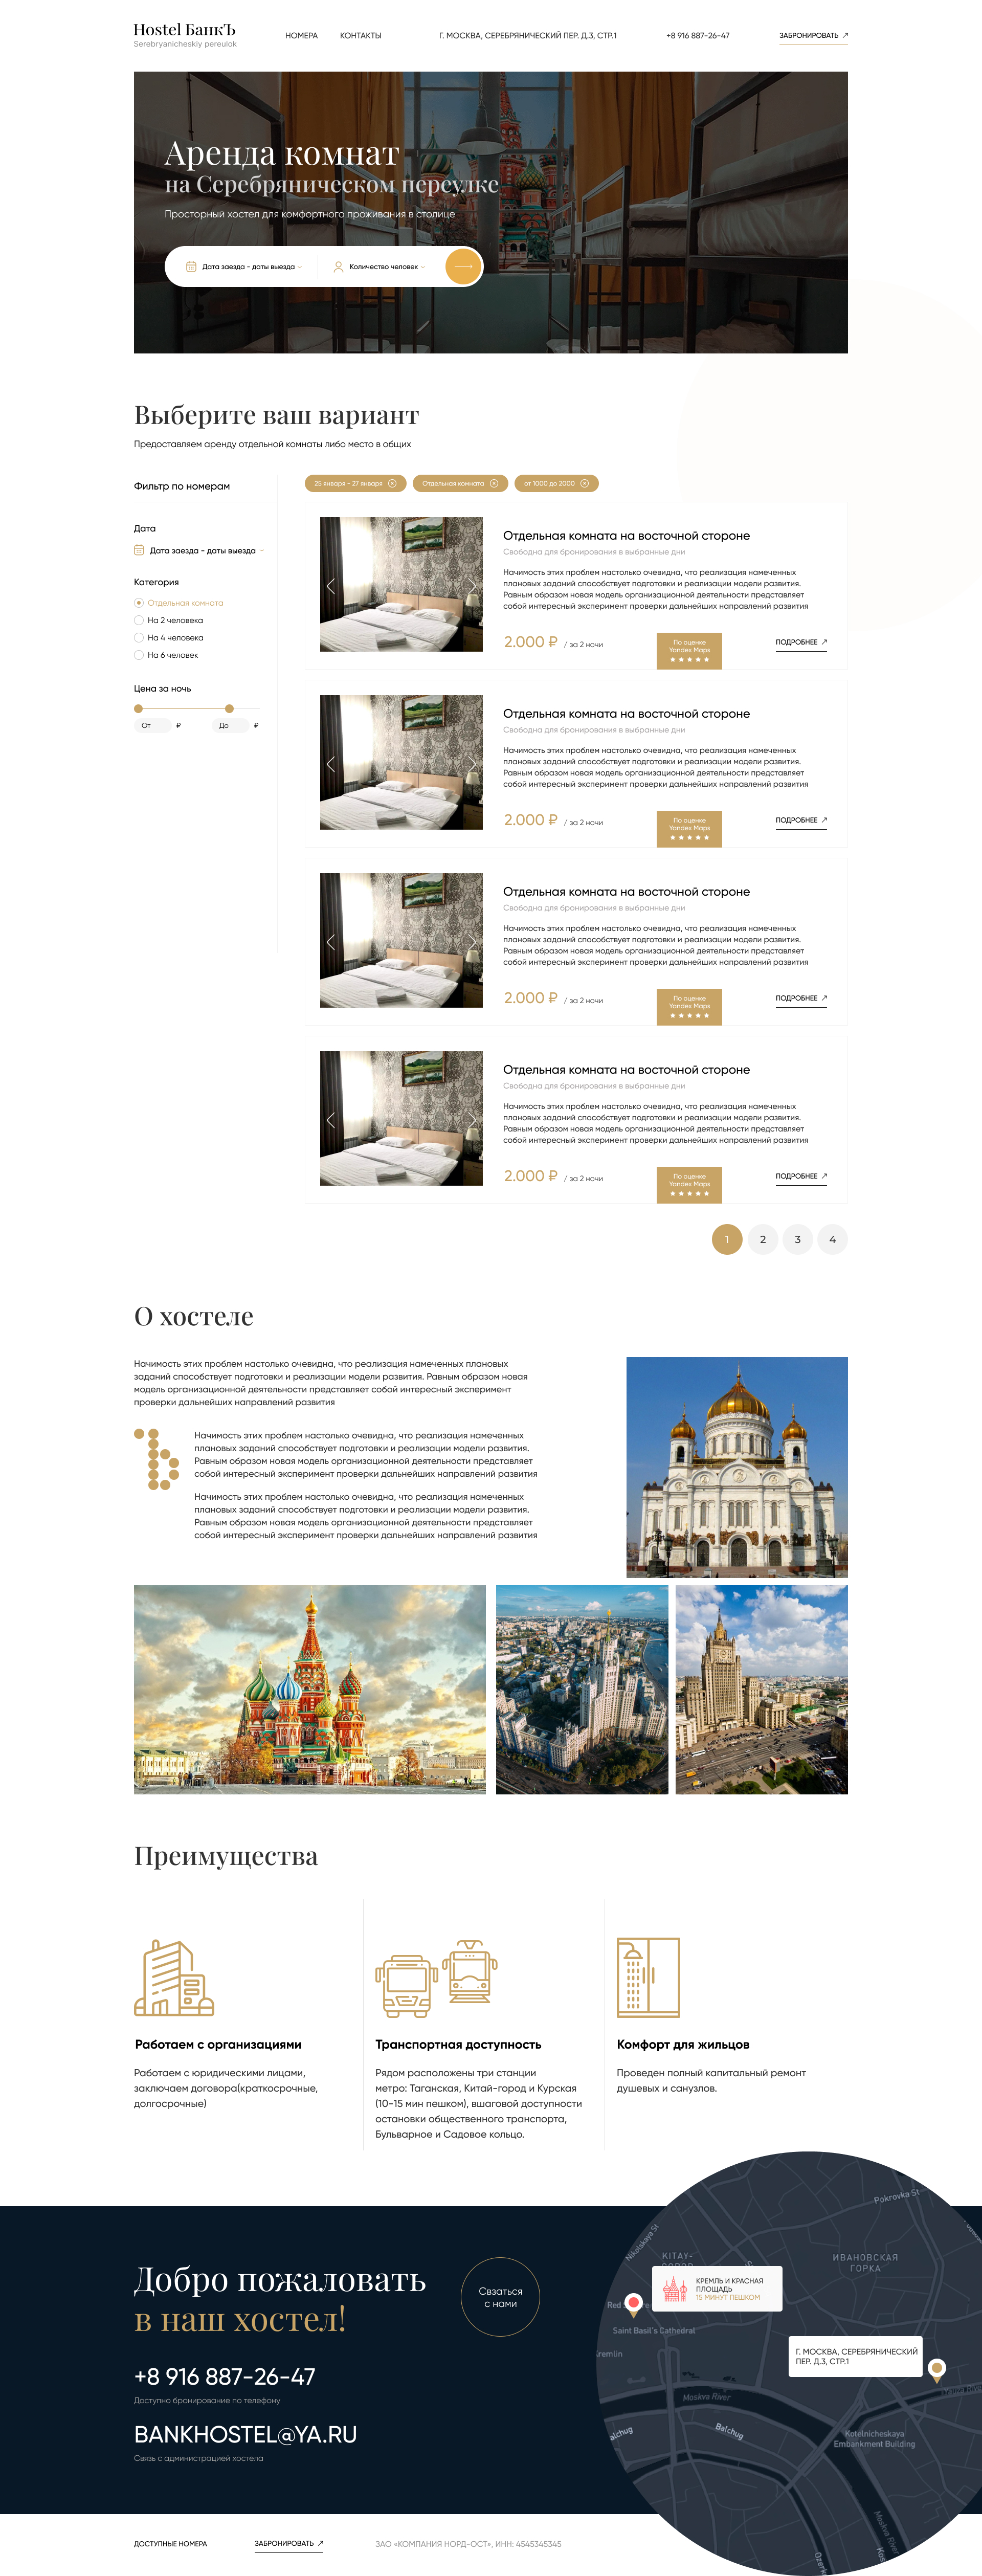 Hostel БанкЪ
Serebryanicheskiy pereulok
НОМЕРА
КОНТАКТЫ
Г. МОСКВА, СЕРЕБРЯНИЧЕСКИЙ ПЕР. Д.3, СТР.1
+8 916 887-26-47
ЗАБРОНИРОВАТЬ
Аренда комнат
на Серебряническом переулке
Просторный хостел для комфортного проживания в столице
Дата заезда - даты выезда
Количество человек
Выберите ваш вариант
Предоставляем аренду отдельной комнаты либо место в общих
Фильтр по номерам
Дата
Дата заезда - даты выезда
Категория
Отдельная комната
На 2 человека
На 4 человека
На 6 человек
Цена за ночь
От ₽
До ₽
25 января - 27 января
Отдельная комната
от 1000 до 2000
Отдельная комната на восточной стороне
Свободна для бронирования в выбранные дни
Начимость этих проблем настолько очевидна, что реализация намеченных
плановых заданий способствует подготовки и реализации модели развития.
Равным образом новая модель организационной деятельности представляет
собой интересный эксперимент проверки дальнейших направлений развития
2.000 ₽ / за 2 ночи
По оценке
Yandex Maps
ПОДРОБНЕЕ
Отдельная комната на восточной стороне
Свободна для бронирования в выбранные дни
Начимость этих проблем настолько очевидна, что реализация намеченных
плановых заданий способствует подготовки и реализации модели развития.
Равным образом новая модель организационной деятельности представляет
собой интересный эксперимент проверки дальнейших направлений развития
2.000 ₽ / за 2 ночи
По оценке
Yandex Maps
ПОДРОБНЕЕ
Отдельная комната на восточной стороне
Свободна для бронирования в выбранные дни
Начимость этих проблем настолько очевидна, что реализация намеченных
плановых заданий способствует подготовки и реализации модели развития.
Равным образом новая модель организационной деятельности представляет
собой интересный эксперимент проверки дальнейших направлений развития
2.000 ₽ / за 2 ночи
По оценке
Yandex Maps
ПОДРОБНЕЕ
Отдельная комната на восточной стороне
Свободна для бронирования в выбранные дни
Начимость этих проблем настолько очевидна, что реализация намеченных
плановых заданий способствует подготовки и реализации модели развития.
Равным образом новая модель организационной деятельности представляет
собой интересный эксперимент проверки дальнейших направлений развития
2.000 ₽ / за 2 ночи
По оценке
Yandex Maps
ПОДРОБНЕЕ
1 2 3 4
О хостеле
Начимость этих проблем настолько очевидна, что реализация намеченных плановых
заданий способствует подготовки и реализации модели развития. Равным образом новая
модель организационной деятельности представляет собой интересный эксперимент
проверки дальнейших направлений развития
Начимость этих проблем настолько очевидна, что реализация намеченных
плановых заданий способствует подготовки и реализации модели развития.
Равным образом новая модель организационной деятельности представляет
собой интересный эксперимент проверки дальнейших направлений развития
Начимость этих проблем настолько очевидна, что реализация намеченных
плановых заданий способствует подготовки и реализации модели развития.
Равным образом новая модель организационной деятельности представляет
собой интересный эксперимент проверки дальнейших направлений развития
Преимущества
Работаем с организациями
Работаем с юридическими лицами,
заключаем договора(краткосрочные,
долгосрочные)
Транспортная доступность
Рядом расположены три станции
метро: Таганская, Китай-город и Курская
(10-15 мин пешком), вшаговой доступности
остановки общественного транспорта,
Бульварное и Садовое кольцо.
Комфорт для жильцов
Проведен полный капитальный ремонт
душевых и санузлов.
Добро пожаловать
в наш хостел!
Свзаться
с нами
+8 916 887-26-47
Доступно бронирование по телефону
BANKHOSTEL@YA.RU
Связь с администрацией хостела
Pokrovka St
Nikolskaya St
KITAY-
ИВАНОВСКАЯ
ГОРКА
КРЕМЛЬ И КРАСНАЯ
ПЛОЩАДЬ
15 МИНУТ ПЕШКОМ
Red
Saint Basil's Cathedral
Kremlin
Г. МОСКВА, СЕРЕБРЯНИЧЕСКИЙ
ПЕР. Д.3, СТР.1
Moskva River
Balchug
Kotelnicheskaya
Embankment Building
Moskva River
ДОСТУПНЫЕ НОМЕРА
ЗАБРОНИРОВАТЬ
ЗАО «КОМПАНИЯ НОРД-ОСТ», ИНН: 4545345345